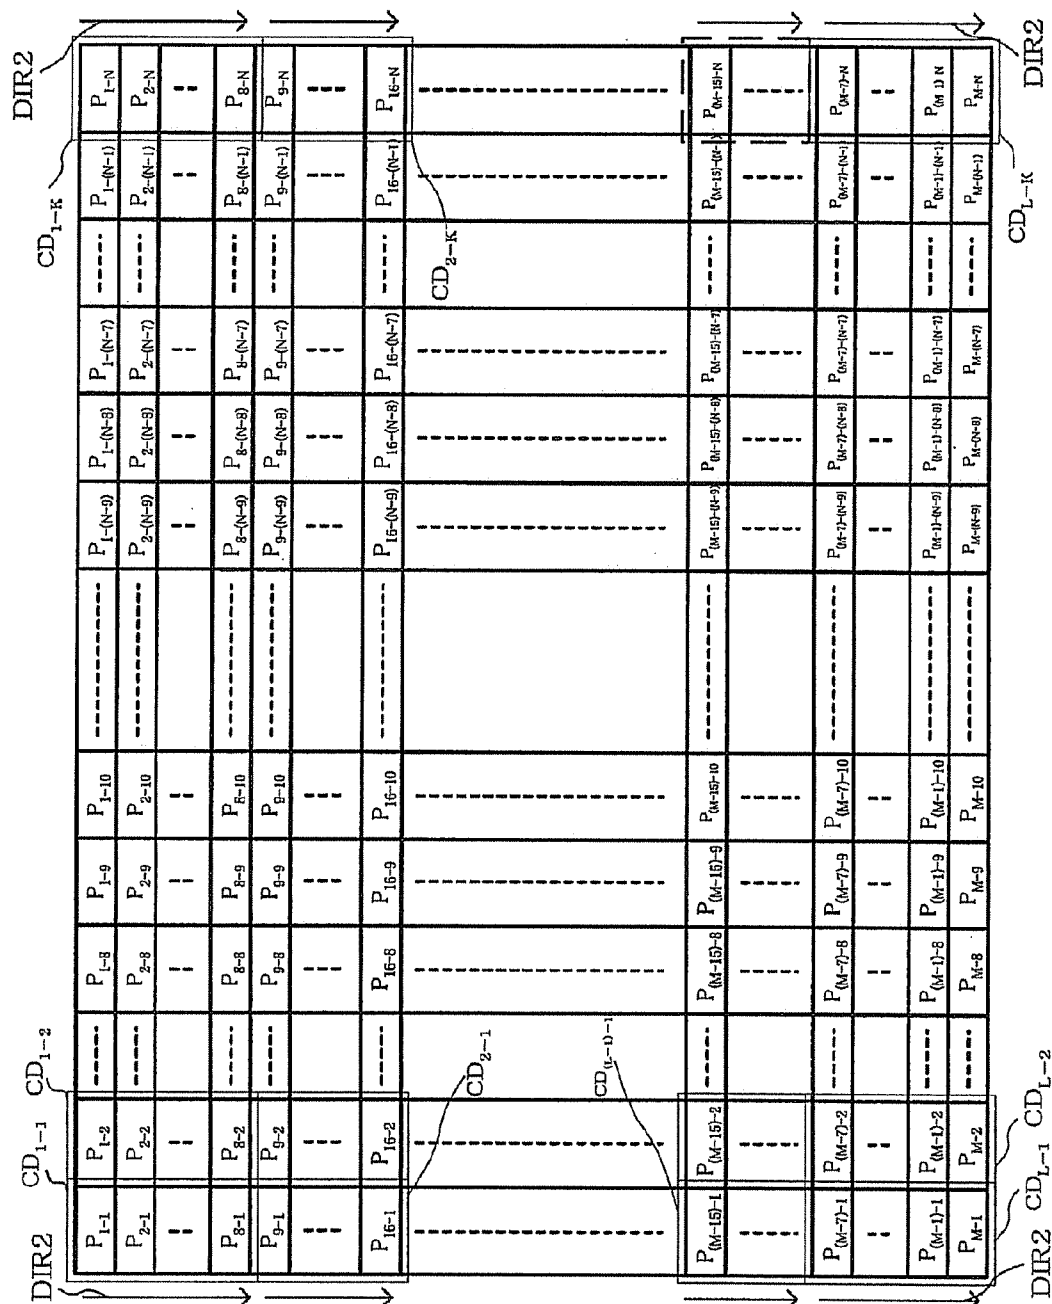 DIR2 CD1-1 CD1-2 CD1-K DIR2
P1-1 P1-2 ----- P1-8 P1-9 P1-10 ----- P1-(N-9) P1-(N-8) P1-(N-7) ----- P1-(N-1) P1-N
P2-1 P2-2 ----- P2-8 P2-9 P2-10 ----- P2-(N-9) P2-(N-8) P2-(N-7) ----- P2-(N-1) P2-N
P8-1 P8-2 ----- P8-8 P8-9 P8-10 ----- P8-(N-9) P8-(N-8) P8-(N-7) ----- P8-(N-1) P8-N
P9-1 P9-2 ----- P9-8 P9-9 P9-10 ----- P9-(N-9) P9-(N-8) P9-(N-7) ----- P9-(N-1) P9-N
P16-1 P16-2 ----- P16-8 P16-9 P16-10 ----- P16-(N-9) P16-(N-8) P16-(N-7) ----- P16-(N-1) P16-N
CD2-1 CD2-K
CD(L-1)-1
P(M-15)-1 P(M-15)-2 ----- P(M-15)-8 P(M-15)-9 P(M-15)-10 ----- P(M-15)-(N-9) P(M-15)-(N-8) P(M-15)-(N-7) ----- P(M-15)-(N-1) P(M-15)-N
P(M-7)-1 P(M-7)-2 ----- P(M-7)-8 P(M-7)-9 P(M-7)-10 ----- P(M-7)-(N-9) P(M-7)-(N-8) P(M-7)-(N-7) ----- P(M-7)-(N-1) P(M-7)-N
P(M-1)-1 P(M-1)-2 ----- P(M-1)-8 P(M-1)-9 P(M-1)-10 ----- P(M-1)-(N-9) P(M-1)-(N-8) P(M-1)-(N-7) ----- P(M-1)-(N-1) P(M-1)-N
PM-1 PM-2 ----- PM-8 PM-9 PM-10 ----- PM-(N-9) PM-(N-8) PM-(N-7) ----- PM-(N-1) PM-N
DIR2 CDL-1 CDL-2 CDL-K DIR2